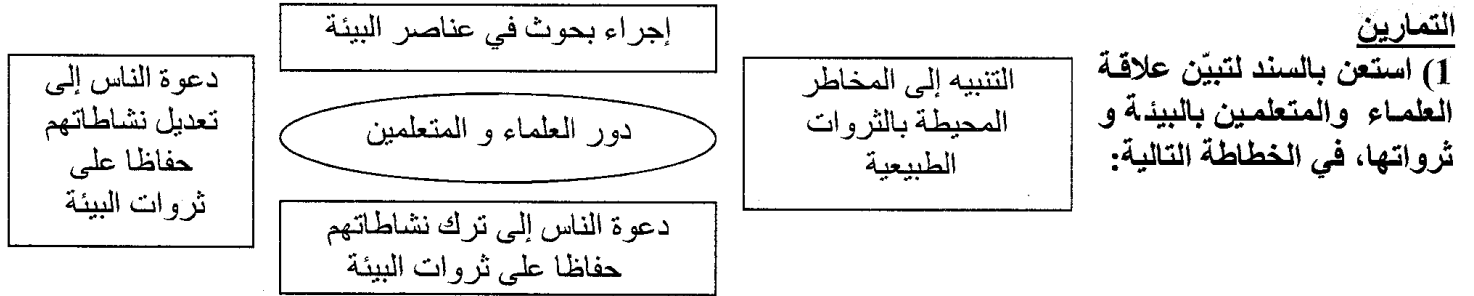 التمارين
1) استعن بالسند لتبيّن علاقة
العلماء والمتعلمين بالبيئة و
ثرواتها، في الخطاطة التالية:
إجراء بحوث في عناصر البيئة
التنبيه إلى المخاطر
المحيطة بالثروات
الطبيعية
دور العلماء و المتعلمين
دعوة الناس إلى
تعديل نشاطاتهم
حفاظا على
ثروات البيئة
دعوة الناس إلى ترك نشاطاتهم
حفاظا على ثروات البيئة